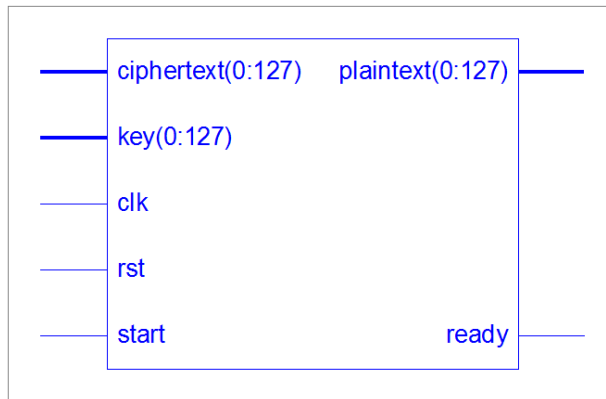 ciphertext(0:127) plaintext(0:127)
key(0:127)
clk
rst
start ready